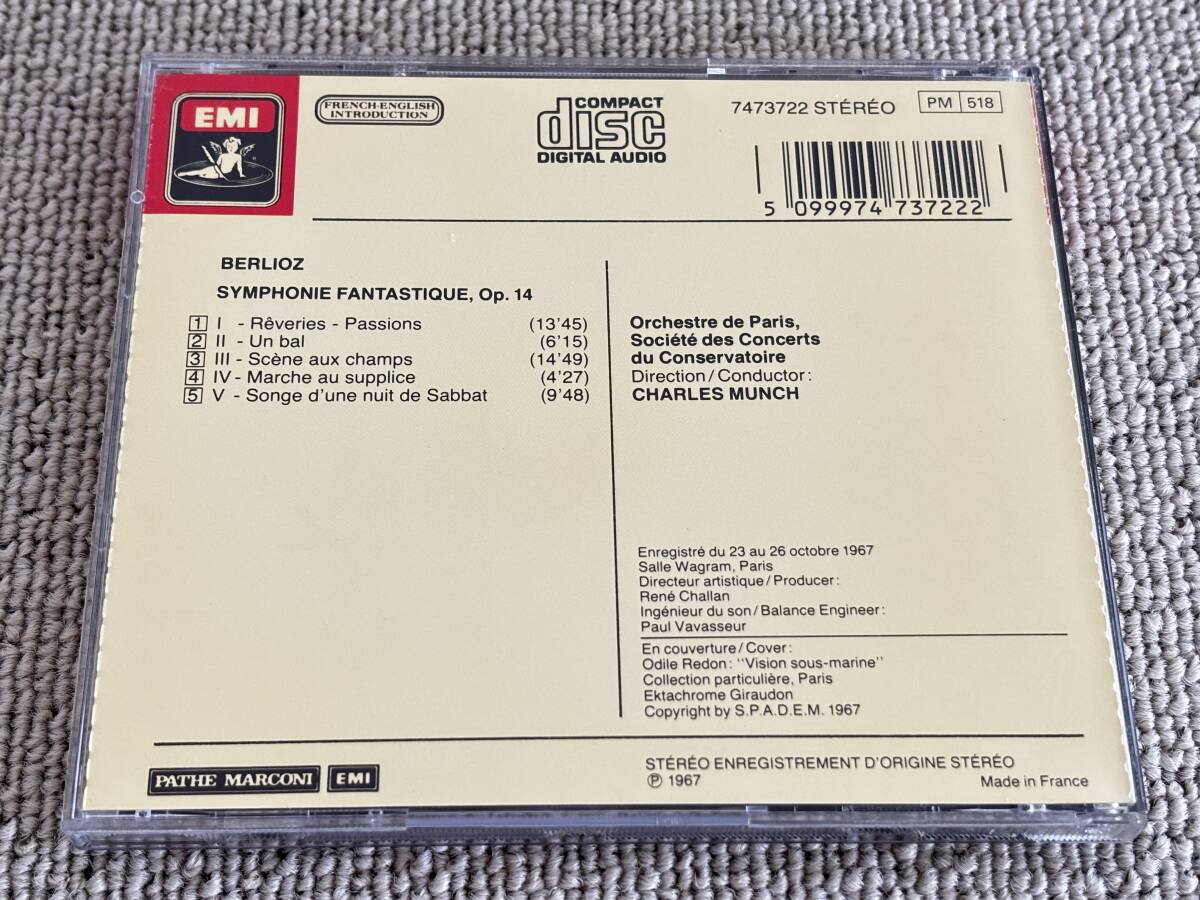 EMI
FRENCH-ENGLISH
INTRODUCTION
COMPACT
disc
DIGITAL AUDIO
7473722 STÉRÉO
PM 518
5 099974 737222
BERLIOZ
SYMPHONIE FANTASTIQUE, Op. 14
1 I - Rêveries - Passions (13'45)
2 II - Un bal (6'15)
3 III - Scène aux champs (14'49)
4 IV - Marche au supplice (4'27)
5 V - Songe d'une nuit de Sabbat (9'48)
Orchestre de Paris,
Société des Concerts
du Conservatoire
Direction/Conductor:
CHARLES MUNCH
Enregistré du 23 au 26 octobre 1967
Salle Wagram, Paris
Directeur artistique/Producer:
René Challan
Ingénieur du son/Balance Engineer:
Paul Vavasseur
En couverture/Cover:
Odile Redon: "Vision sous-marine"
Collection particulière, Paris
Ektachrome Giraudon
Copyright by S.P.A.D.E.M. 1967
PATHE MARCONI EMI
STÉRÉO ENREGISTREMENT D'ORIGINE STÉRÉO
℗ 1967
Made in France